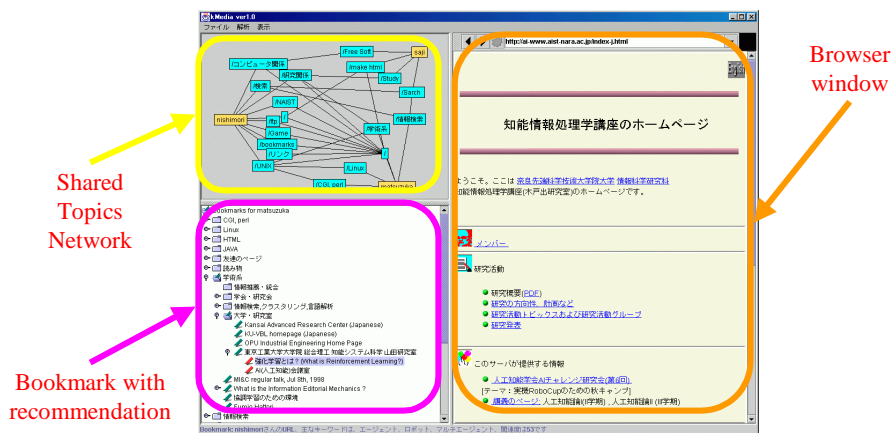 kMedia ver1.0
ファイル 解析 表示
/Free Soft
saji
/コンピュータ関係
/make html
/研究関係
/Study
/検索
/Sarch
/NAIST
nishimori
/ftp
/
/情報検索
/学術系
/Game
/bookmarks
/リンク
/
/UNIX
/Linux
/CGI, perl
matsuzuka
Shared
Topics
Network
Bookmarks for matsuzuka
CGI, perl
Linux
HTML
JAVA
友達のページ
読み物
学術系
情報推薦・統合
学会・研究会
情報検索,クラスタリング,言語解析
大学・研究室
Kansai Advanced Research Center (Japanese)
KU-VBL homepage (Japanese)
OPU Industrial Engineering Home Page
東京工業大学大学院 総合理工 知能システム科学 山田研究室
強化学習とは? (What is Reinforcement Learning?)
AI(人工知能)会議室
MI&C regular talk, Jul 8th, 1998
What is the Information Editorial Mechanics ?
協調学習のための環境
Fumio Hattori
情報検索
Bookmark with
recommendation
http://ai-www.aist-nara.ac.jp/index-j.html
知能情報処理学講座のホームページ
ようこそ。ここは 奈良先端科学技術大学院大学 情報科学研究科
知能情報処理学講座(木戸出研究室)のホームページです。
メンバー
研究活動
研究概要(PDF)
研究の方向性、計画など
研究活動トピックスおよび研究活動グループ
研究発表
このサーバが提供する情報
人工知能学会AIチャレンジ研究会(第6回)
[テーマ：実機RoboCupのための秋キャンプ]
講義のページ: 人工知能論I(II学期) , 人工知能論II (III学期)
Browser
window
Bookmark: nishimoriさんのURL、主なキーワードは、エージェント、ロボット、マルチエージェント、関連度は53です